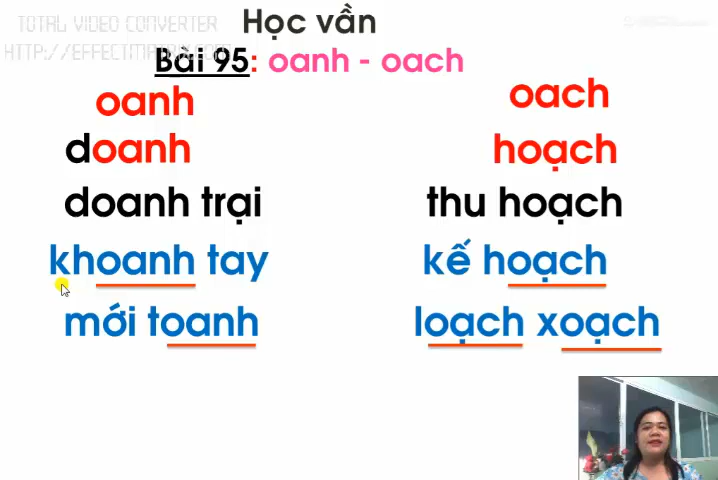 TOTAL VIDEO CONVERTER
Học vần
Bài 95: oanh - oach
oanh
doanh
doanh trại
khoanh tay
mới toanh
oach
hoạch
thu hoạch
kế hoạch
loạch xoạch